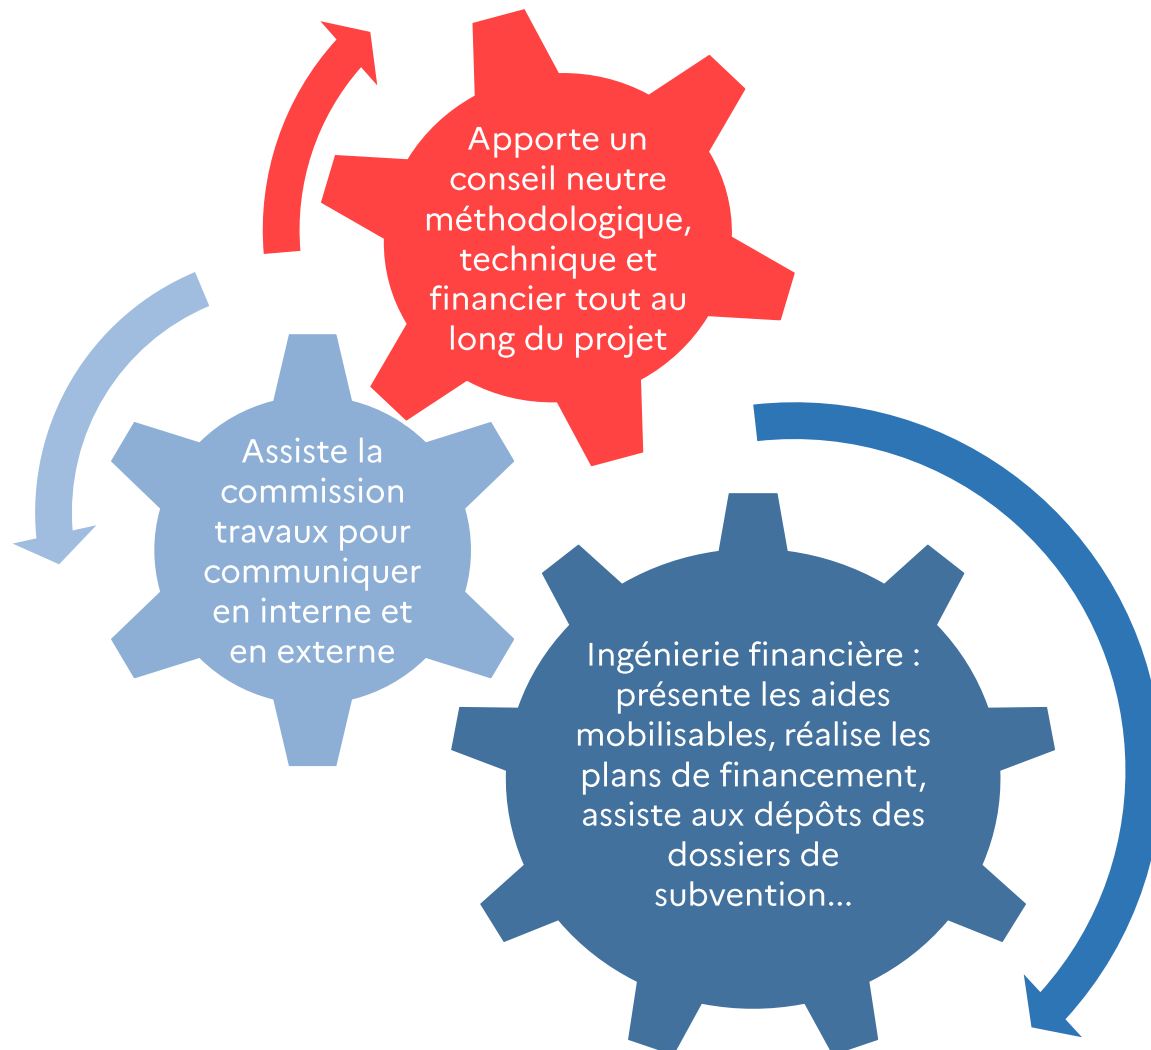 Apporte un
conseil neutre
méthodologique,
technique et
financier tout au
long du projet
Assiste la
commission
travaux pour
communiquer
en interne et
en externe
Ingénierie financière :
présente les aides
mobilisables, réalise les
plans de financement,
assiste aux dépôts des
dossiers de
subvention...